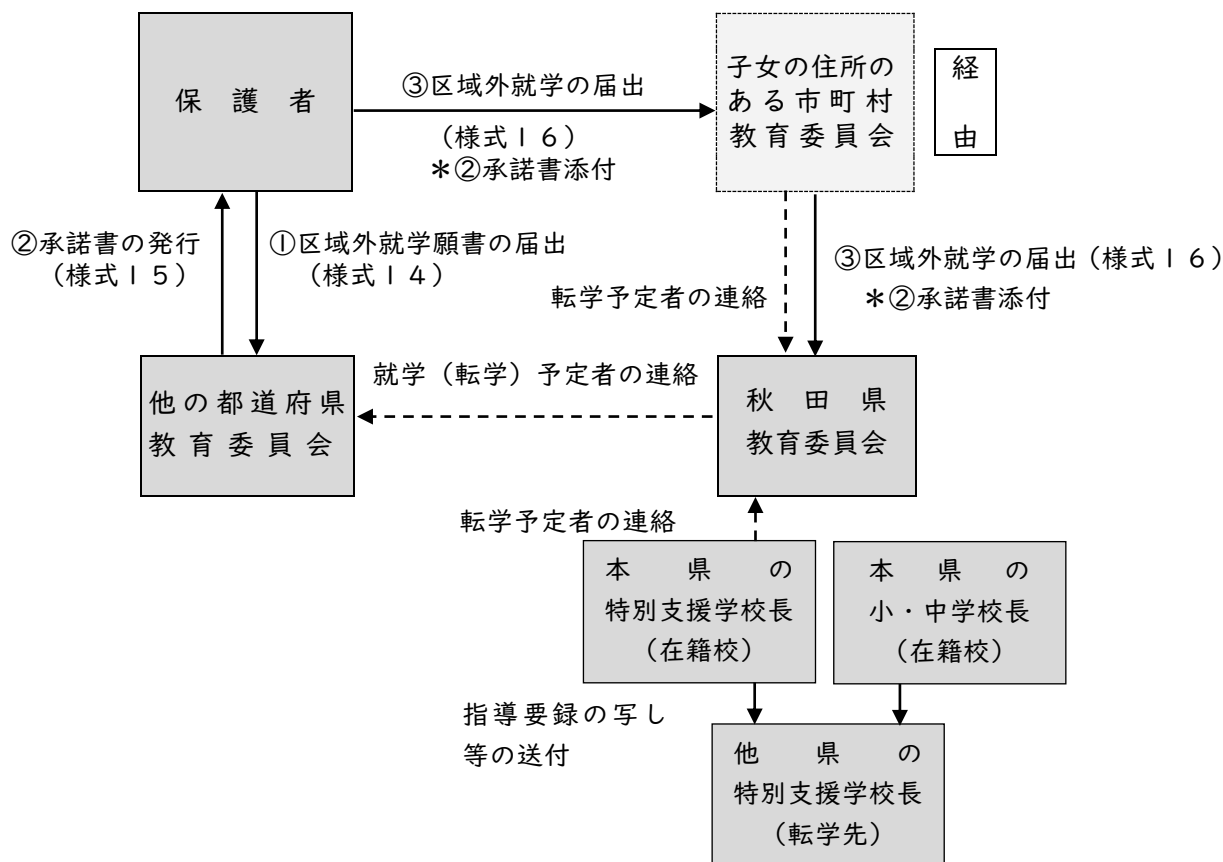 保護者
③区域外就学の届出
(様式１６)
＊②承諾書添付
子女の住所の
ある市町村
教育委員会
経
由
②承諾書の発行
(様式１５)
①区域外就学願書の届出
(様式１４)
転学予定者の連絡
③区域外就学の届出(様式１６)
＊②承諾書添付
他の都道府県
教育委員会
就学（転学）予定者の連絡
秋田県
教育委員会
転学予定者の連絡
本県の
特別支援学校長
（在籍校）
本県の
小・中学校長
（在籍校）
指導要録の写し
等の送付
他県の
特別支援学校長
（転学先）